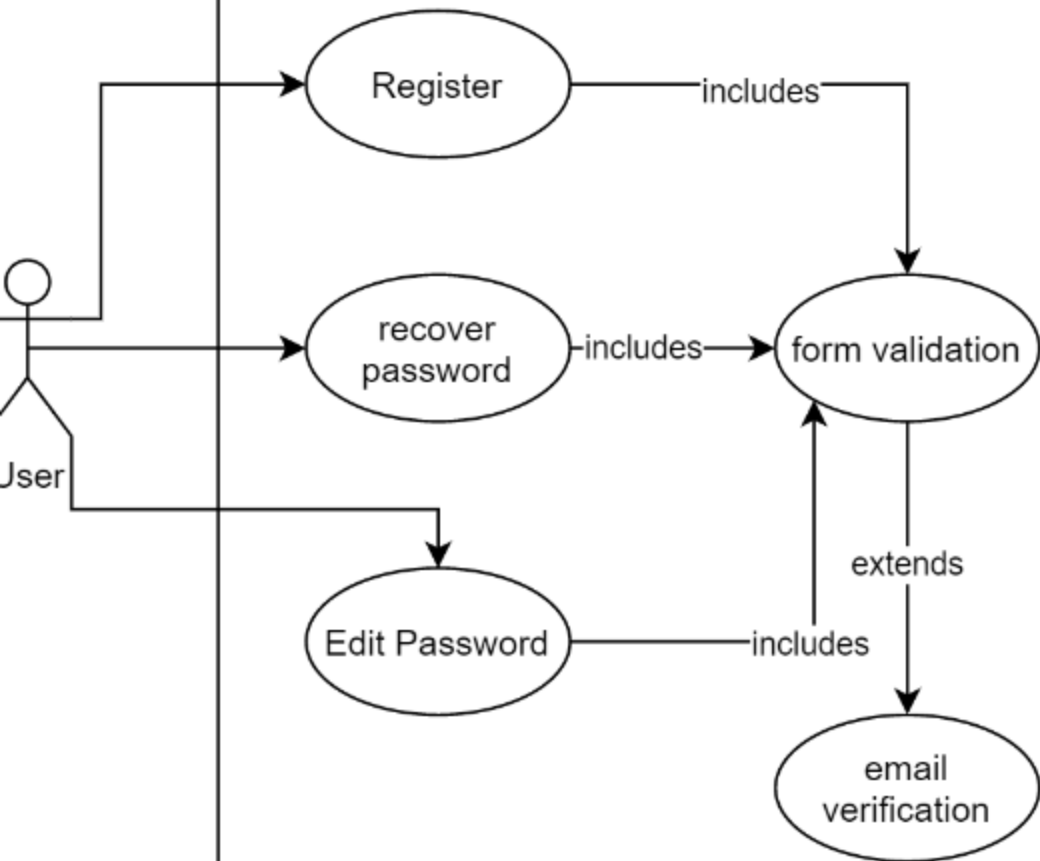 Register
includes
recover
password
includes
form validation
User
extends
Edit Password
includes
email
verification